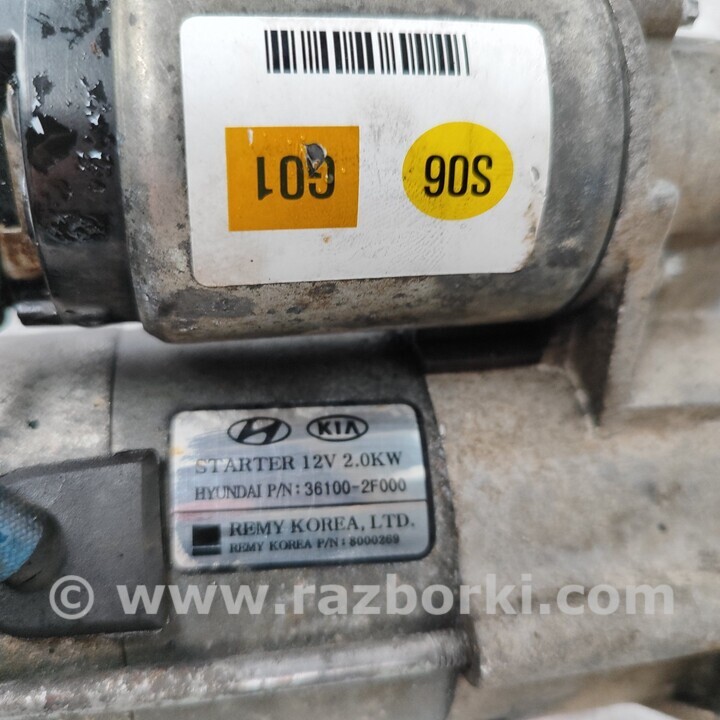 G01 S06
KIA
STARTER 12V 2.0KW
HYUNDAI P/N: 36100-2F000
REMY KOREA, LTD.
REMY KOREA P/N: 8000269
© www.razborki.com